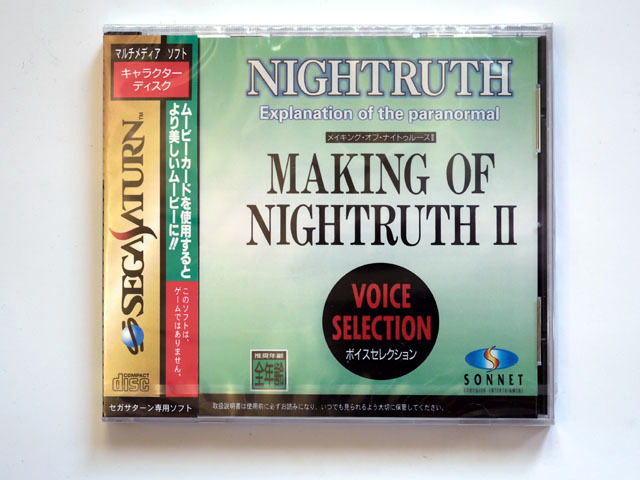 マルチメディア ソフト
キャラクター
ディスク
ムービーカードを使用すると
より美しいムービーに!!
このソフトは、
ゲームではありません。
SEGA SATURN™
COMPACT
disc
セガサターン専用ソフト
NIGHTRUTH
Explanation of the paranormal
メイキング・オブ・ナイトゥルースⅡ
MAKING OF
NIGHTRUTH II
VOICE
SELECTION
ボイスセレクション
推奨年齢
全年齢
SONNET
取扱説明書は使用前に必ずお読みになり、いつでも見られるよう大切に保管してください。